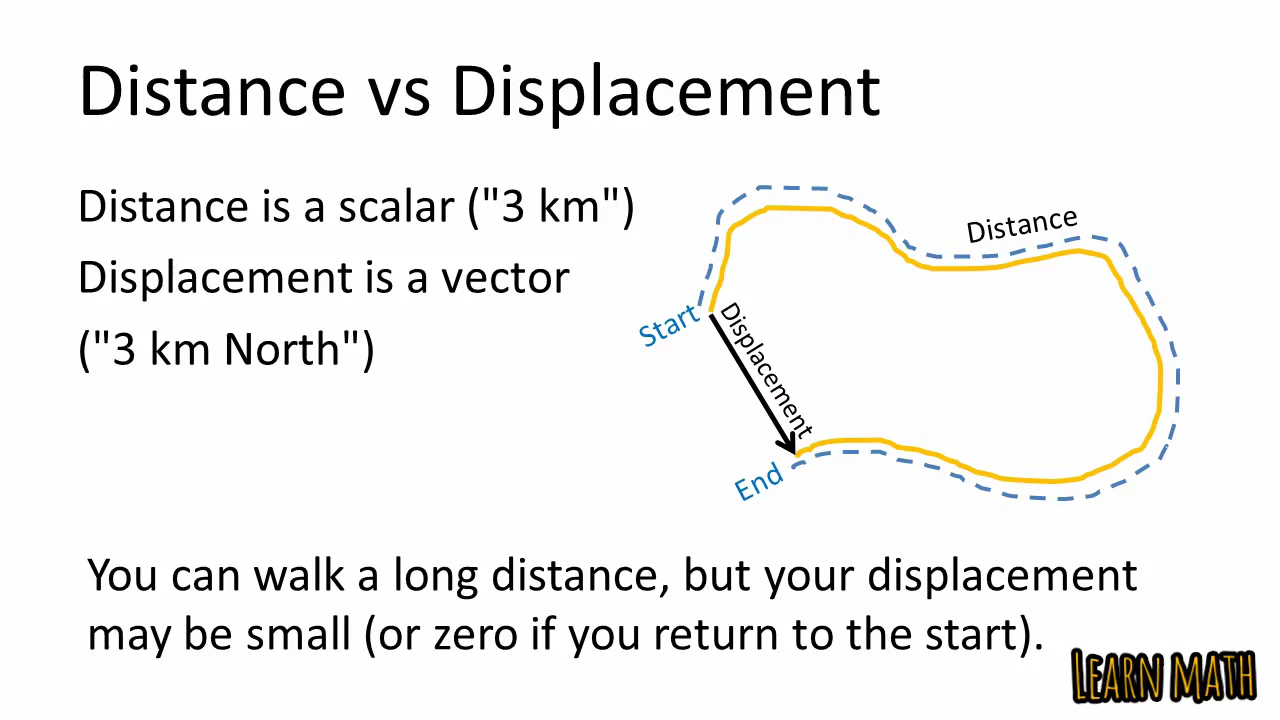 Distance vs Displacement
Distance is a scalar ("3 km")
Displacement is a vector
("3 km North")
Distance
Start
Displacement
End
You can walk a long distance, but your displacement
may be small (or zero if you return to the start).
LEARN MATH